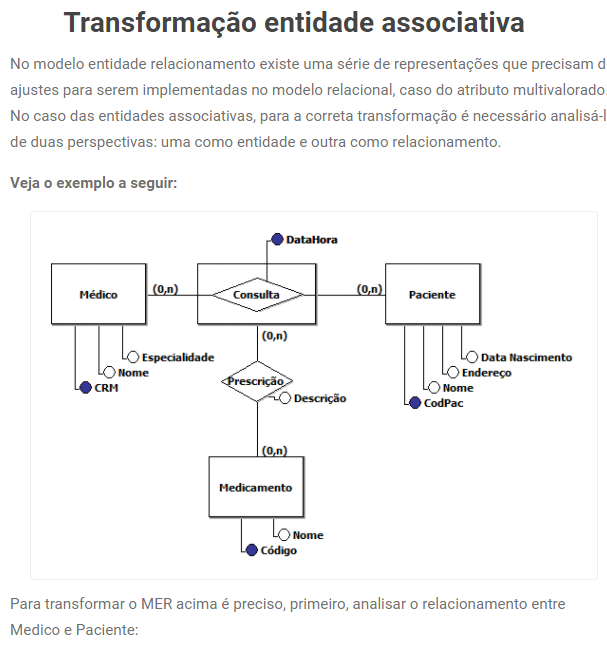 Transformação entidade associativa
No modelo entidade relacionamento existe uma série de representações que precisam d
ajustes para serem implementadas no modelo relacional, caso do atributo multivalorado.
No caso das entidades associativas, para a correta transformação é necessário analisá-l
de duas perspectivas: uma como entidade e outra como relacionamento.
Veja o exemplo a seguir:
DataHora
Médico
(0,n)
Consulta
(0,n)
Paciente
(0,n)
Especialidade
Nome
CRM
Data Nascimento
Endereço
Nome
CodPac
Prescrição
Descrição
(0,n)
Medicamento
Nome
Código
Para transformar o MER acima é preciso, primeiro, analisar o relacionamento entre
Medico e Paciente: